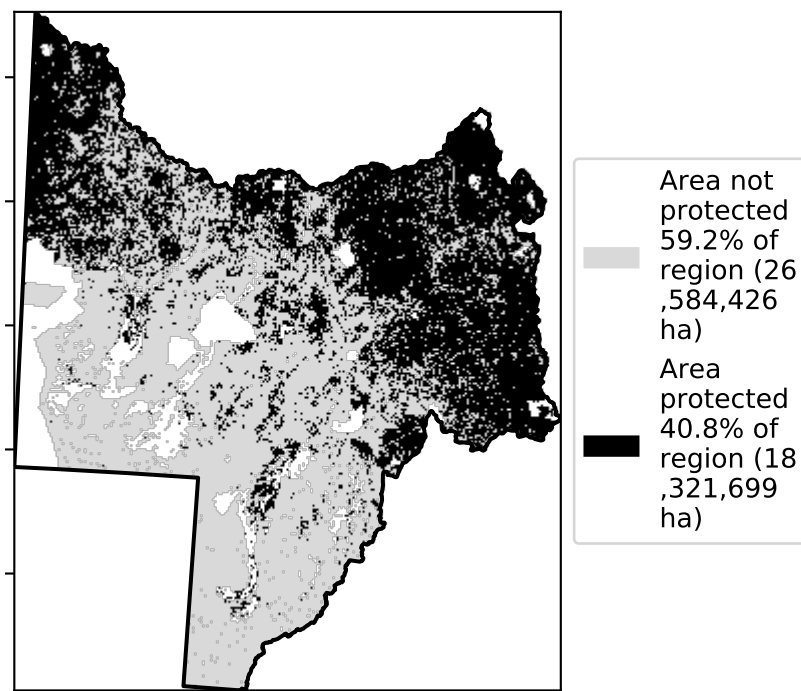 Area not
protected
59.2% of
region (26
,584,426
ha)
Area
protected
40.8% of
region (18
,321,699
ha)